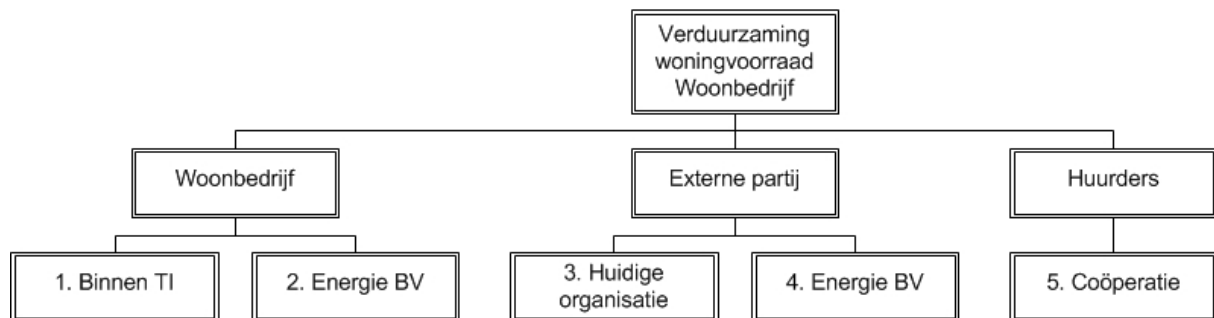 Verduurzaming
woningvoorraad
Woonbedrijf
Woonbedrijf
Externe partij
Huurders
1. Binnen TI
2. Energie BV
3. Huidige
organisatie
4. Energie BV
5. Coöperatie